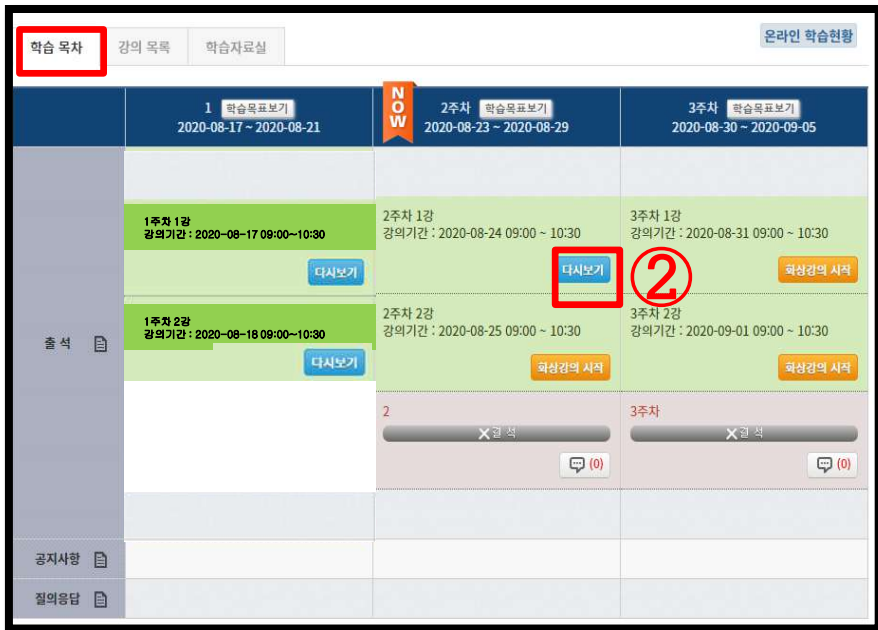 학습 목차
강의 목록
학습자료실
온라인 학습현황
1 학습목표보기
2020-08-17 ~ 2020-08-21
NOW
2주차 학습목표보기
2020-08-23 ~ 2020-08-29
3주차 학습목표보기
2020-08-30 ~ 2020-09-05
출 석
1주차 1강
강의기간 : 2020-08-17 09:00~10:30
다시보기
2주차 1강
강의기간 : 2020-08-24 09:00 ~ 10:30
다시보기
②
3주차 1강
강의기간 : 2020-08-31 09:00 ~ 10:30
화상강의 시작
1주차 2강
강의기간 : 2020-08-18 09:00~10:30
다시보기
2주차 2강
강의기간 : 2020-08-25 09:00 ~ 10:30
화상강의 시작
3주차 2강
강의기간 : 2020-09-01 09:00 ~ 10:30
화상강의 시작
2
X결 석
(0)
3주차
X결 석
(0)
공지사항
질의응답